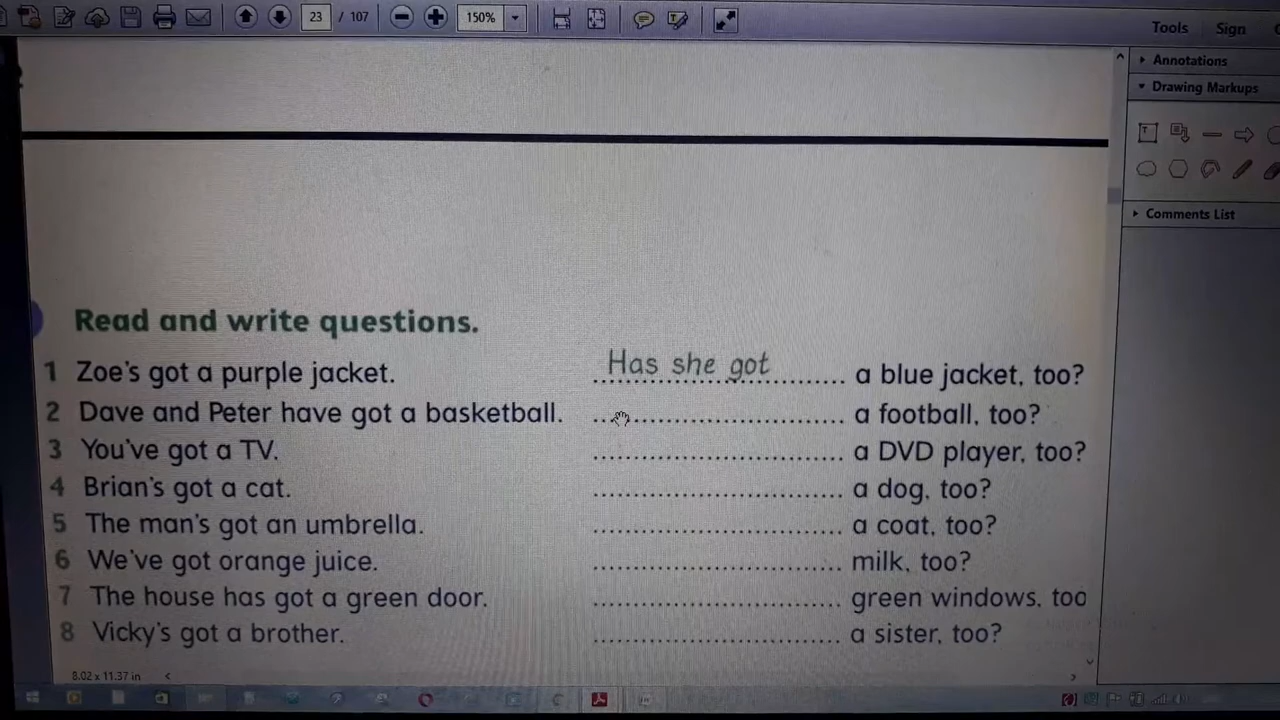 23 / 107
150%
Tools
Sign
Annotations
Drawing Markups
Comments List
Read and write questions.
1 Zoe's got a purple jacket. Has she got a blue jacket, too?
2 Dave and Peter have got a basketball. .............................. a football, too?
3 You've got a TV. .............................. a DVD player, too?
4 Brian's got a cat. .............................. a dog, too?
5 The man's got an umbrella. .............................. a coat, too?
6 We've got orange juice. .............................. milk, too?
7 The house has got a green door. .............................. green windows, too
8 Vicky's got a brother. .............................. a sister, too?
8.02 x 11.37 in